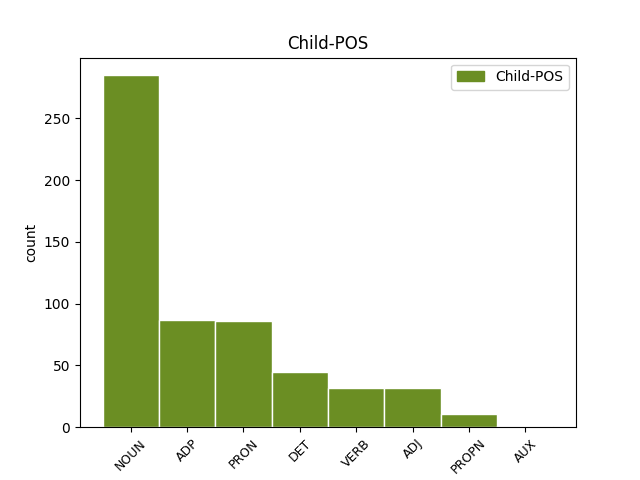 Child-POS
Child-POS
count
250
200
150
100
50
0
NOUN
ADP
PRON
DET
VERB
ADJ
PROPN
AUX